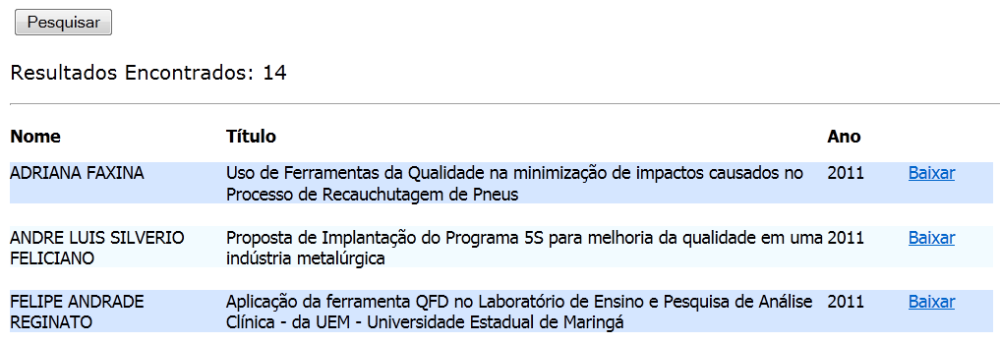 Pesquisar
Resultados Encontrados: 14
Nome Título Ano
ADRIANA FAXINA Uso de Ferramentas da Qualidade na minimização de impactos causados no 2011 Baixar
Processo de Recauchutagem de Pneus
ANDRE LUIS SILVERIO Proposta de Implantação do Programa 5S para melhoria da qualidade em uma 2011 Baixar
FELICIANO indústria metalúrgica
FELIPE ANDRADE Aplicação da ferramenta QFD no Laboratório de Ensino e Pesquisa de Análise 2011 Baixar
REGINATO Clínica - da UEM - Universidade Estadual de Maringá